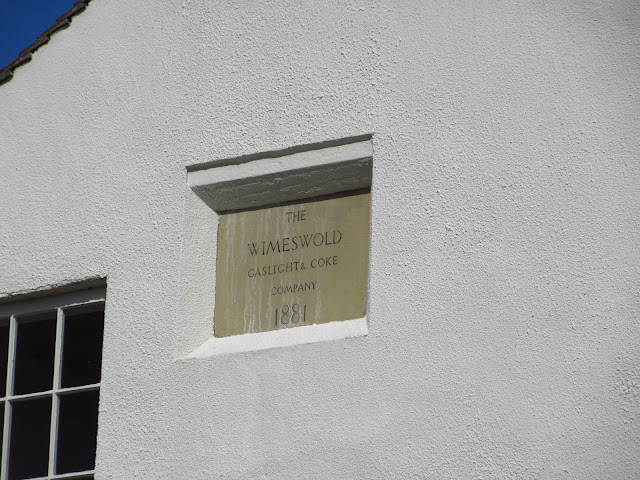 THE
WIMESWOLD
GASLIGHT & COKE
COMPANY
1881